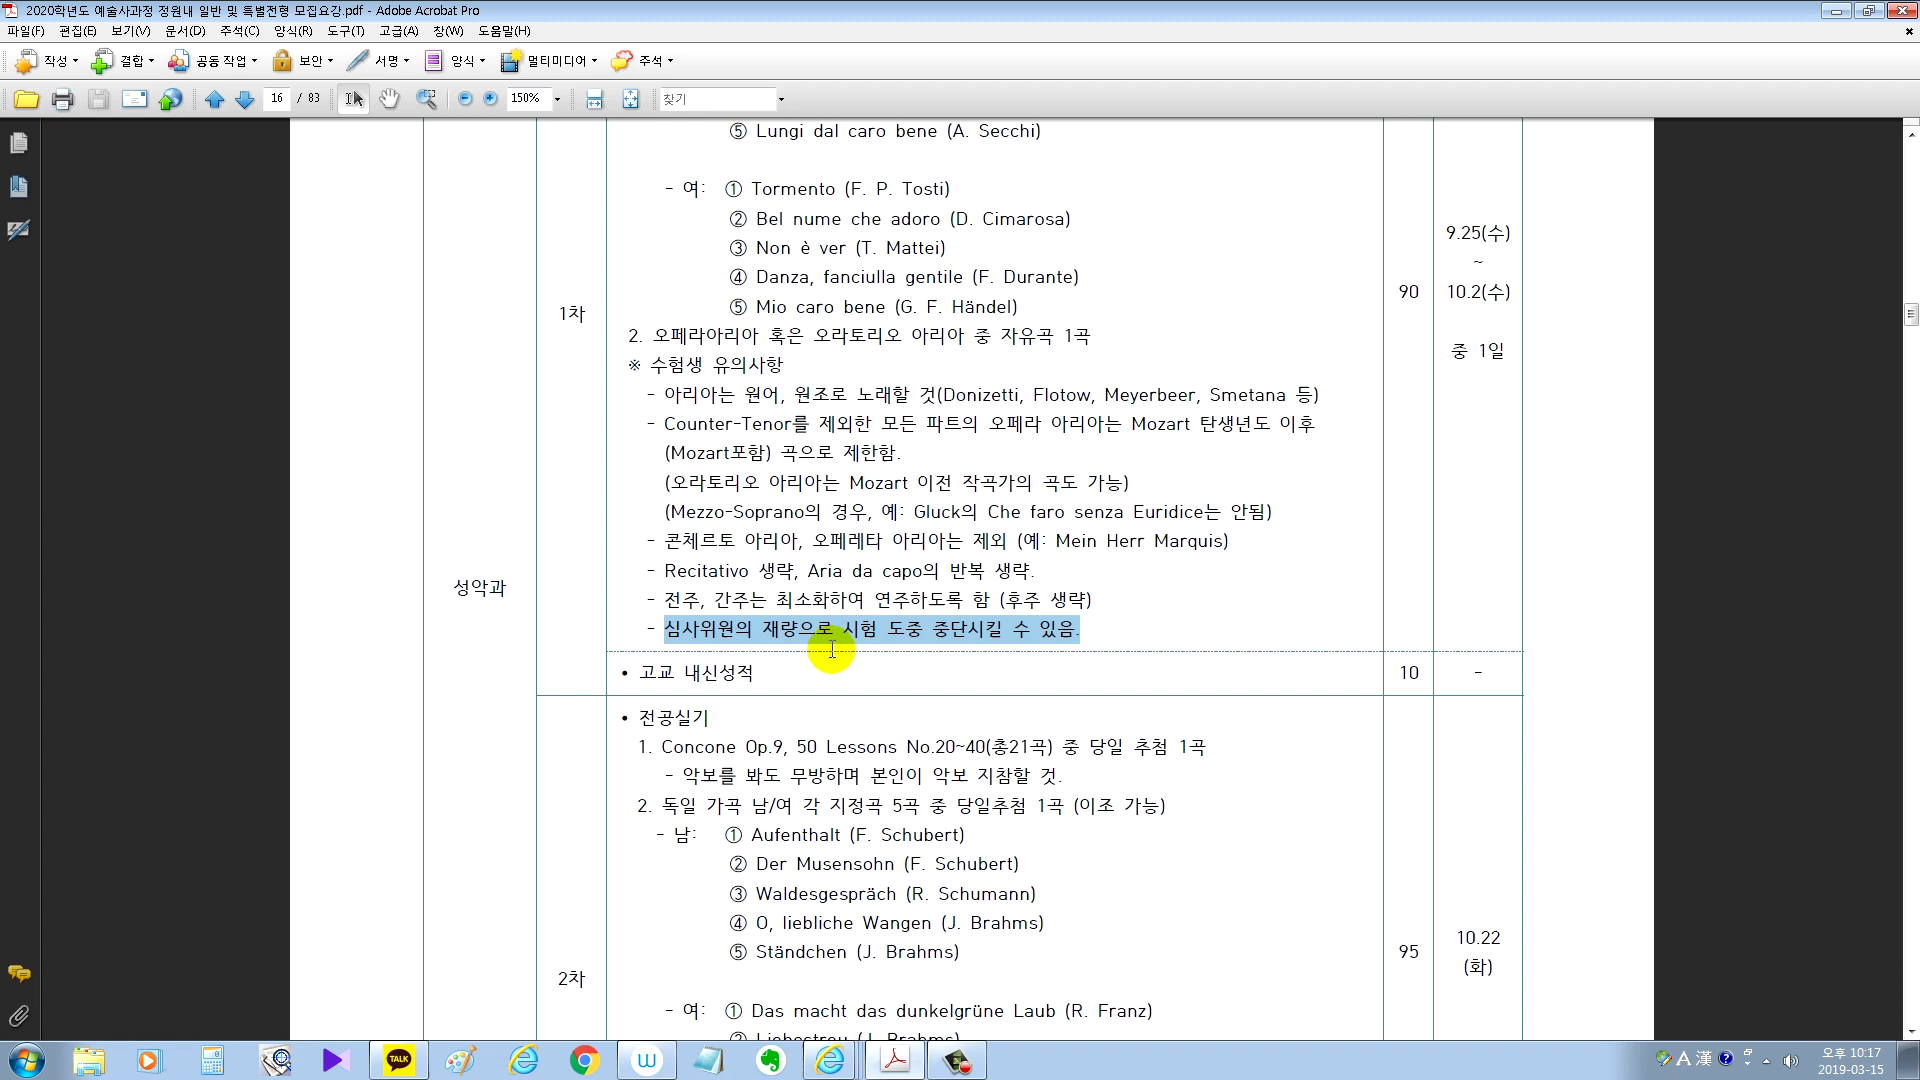 2020학년도 예술사과정 정원내 일반 및 특별전형 모집요강.pdf - Adobe Acrobat Pro
파일(F) 편집(E) 보기(V) 문서(D) 주석(C) 양식(R) 도구(T) 고급(A) 창(W) 도움말(H)
작성 결합 공동 작업 보안 서명 양식 멀티미디어 주석
16 / 83 150% 찾기
⑤ Lungi dal caro bene (A. Secchi)
- 여: ① Tormento (F. P. Tosti)
② Bel nume che adoro (D. Cimarosa)
③ Non è ver (T. Mattei)
④ Danza, fanciulla gentile (F. Durante)
⑤ Mio caro bene (G. F. Händel)
2. 오페라아리아 혹은 오라토리오 아리아 중 자유곡 1곡
※ 수험생 유의사항
- 아리아는 원어, 원조로 노래할 것(Donizetti, Flotow, Meyerbeer, Smetana 등)
- Counter-Tenor를 제외한 모든 파트의 오페라 아리아는 Mozart 탄생년도 이후
(Mozart포함) 곡으로 제한함.
(오라토리오 아리아는 Mozart 이전 작곡가의 곡도 가능)
(Mezzo-Soprano의 경우, 예: Gluck의 Che faro senza Euridice는 안됨)
- 콘체르토 아리아, 오페레타 아리아는 제외 (예: Mein Herr Marquis)
- Recitativo 생략, Aria da capo의 반복 생략.
- 전주, 간주는 최소화하여 연주하도록 함 (후주 생략)
- 심사위원의 재량으로 시험 도중 중단시킬 수 있음.
1차
90
9.25(수)
~
10.2(수)
중 1일
성악과
• 고교 내신성적 10 -
• 전공실기
1. Concone Op.9, 50 Lessons No.20~40(총21곡) 중 당일 추첨 1곡
- 악보를 봐도 무방하며 본인이 악보 지참할 것.
2. 독일 가곡 남/여 각 지정곡 5곡 중 당일추첨 1곡 (이조 가능)
- 남: ① Aufenthalt (F. Schubert)
② Der Musensohn (F. Schubert)
③ Waldesgespräch (R. Schumann)
④ O, liebliche Wangen (J. Brahms)
⑤ Ständchen (J. Brahms)
- 여: ① Das macht das dunkelgrüne Laub (R. Franz)
② Liebestreu (J. Brahms)
2차
95
10.22
(화)
TALK
A 漢
오후 10:17
2019-03-15